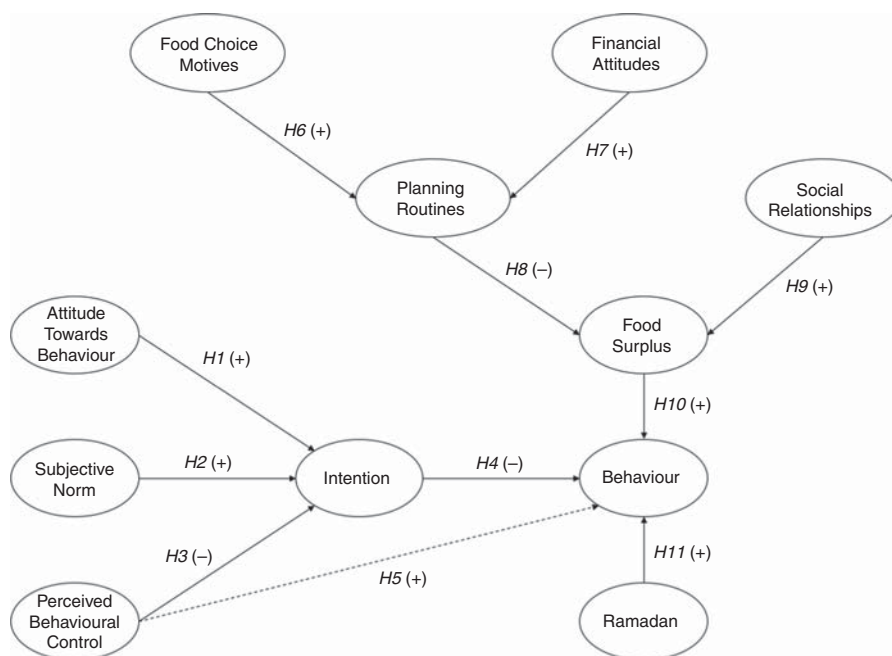 Food Choice
Motives
Financial
Attitudes
H6 (+)
H7 (+)
Planning
Routines
Social
Relationships
H8 (–)
H9 (+)
Attitude
Towards
Behaviour
Food
Surplus
H1 (+)
H10 (+)
Subjective
Norm
H2 (+)
Intention
H4 (–)
Behaviour
H3 (–)
H5 (+)
H11 (+)
Perceived
Behavioural
Control
Ramadan